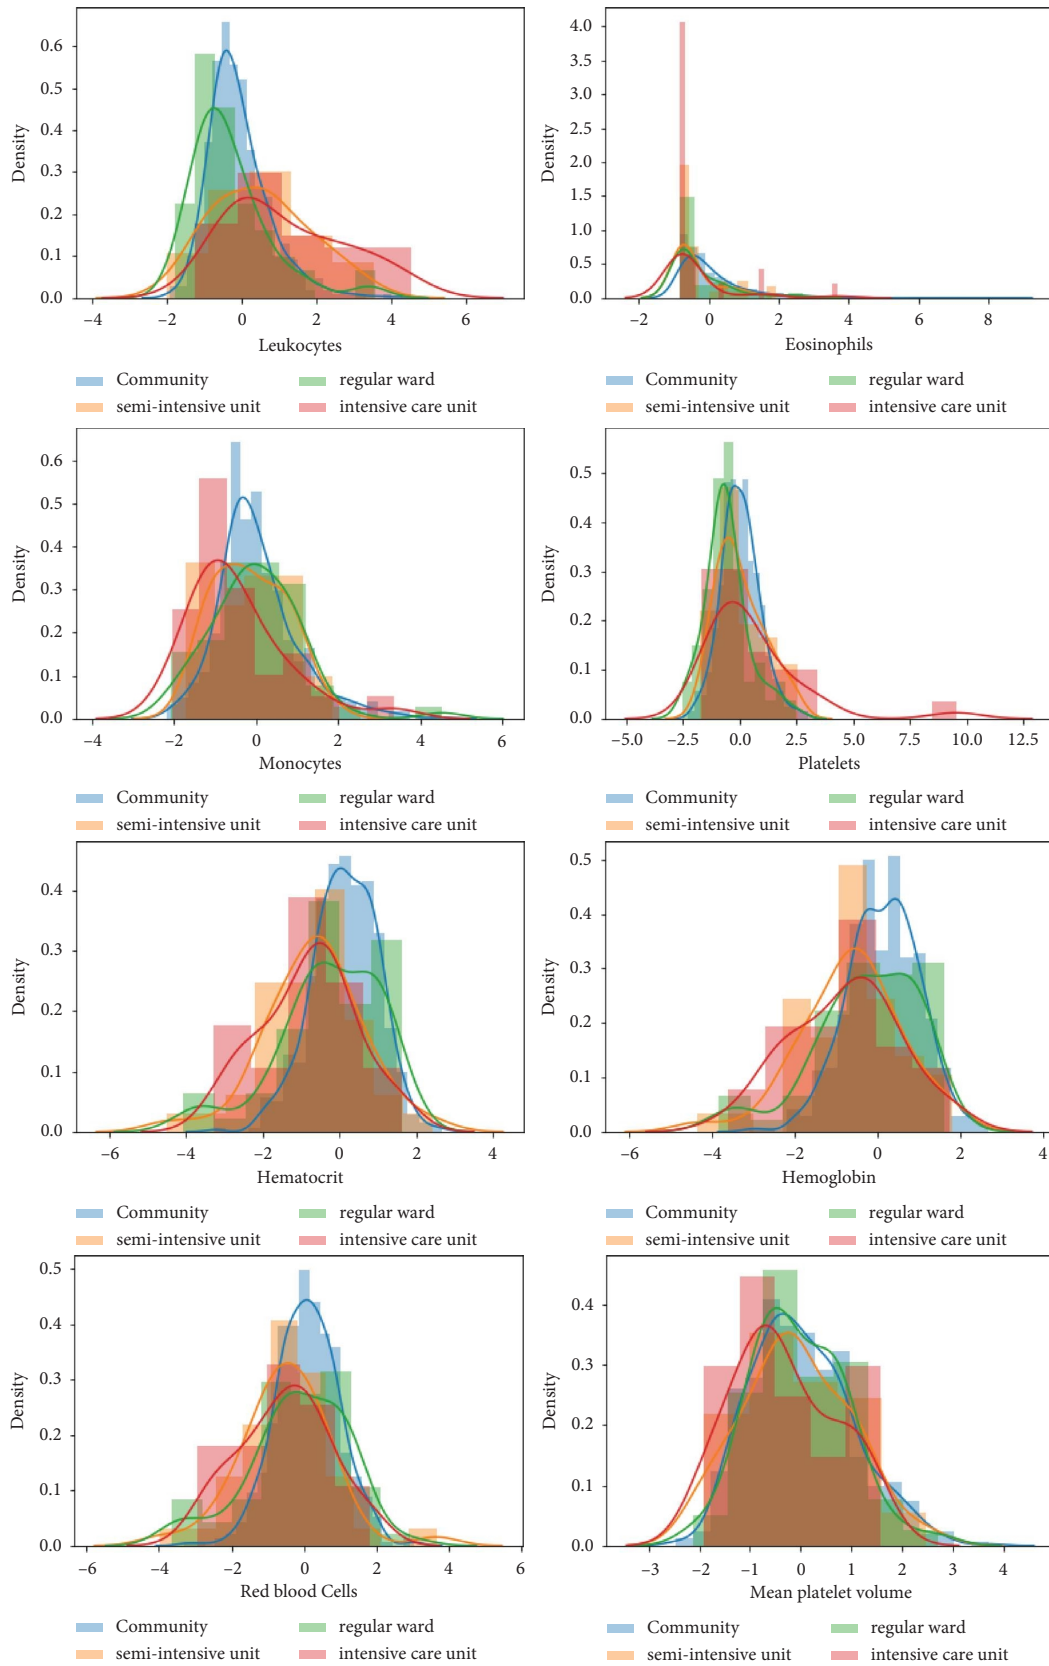 Density
0.6
0.5
0.4
0.3
0.2
0.1
0.0
−4 −2 0 2 4 6
Leukocytes
Community regular ward
semi-intensive unit intensive care unit
Density
4.0
3.5
3.0
2.5
2.0
1.5
1.0
0.5
0.0
−2 0 2 4 6 8
Eosinophils
Community regular ward
semi-intensive unit intensive care unit
Density
0.6
0.5
0.4
0.3
0.2
0.1
0.0
−4 −2 0 2 4 6
Monocytes
Community regular ward
semi-intensive unit intensive care unit
Density
0.5
0.4
0.3
0.2
0.1
0.0
−5.0 −2.5 0.0 2.5 5.0 7.5 10.0 12.5
Platelets
Community regular ward
semi-intensive unit intensive care unit
Density
0.4
0.3
0.2
0.1
0.0
−6 −4 −2 0 2 4
Hematocrit
Community regular ward
semi-intensive unit intensive care unit
Density
0.5
0.4
0.3
0.2
0.1
0.0
−6 −4 −2 0 2 4
Hemoglobin
Community regular ward
semi-intensive unit intensive care unit
Density
0.5
0.4
0.3
0.2
0.1
0.0
−6 −4 −2 0 2 4 6
Red blood Cells
Community regular ward
semi-intensive unit intensive care unit
Density
0.4
0.3
0.2
0.1
0.0
−3 −2 −1 0 1 2 3 4
Mean platelet volume
Community regular ward
semi-intensive unit intensive care unit